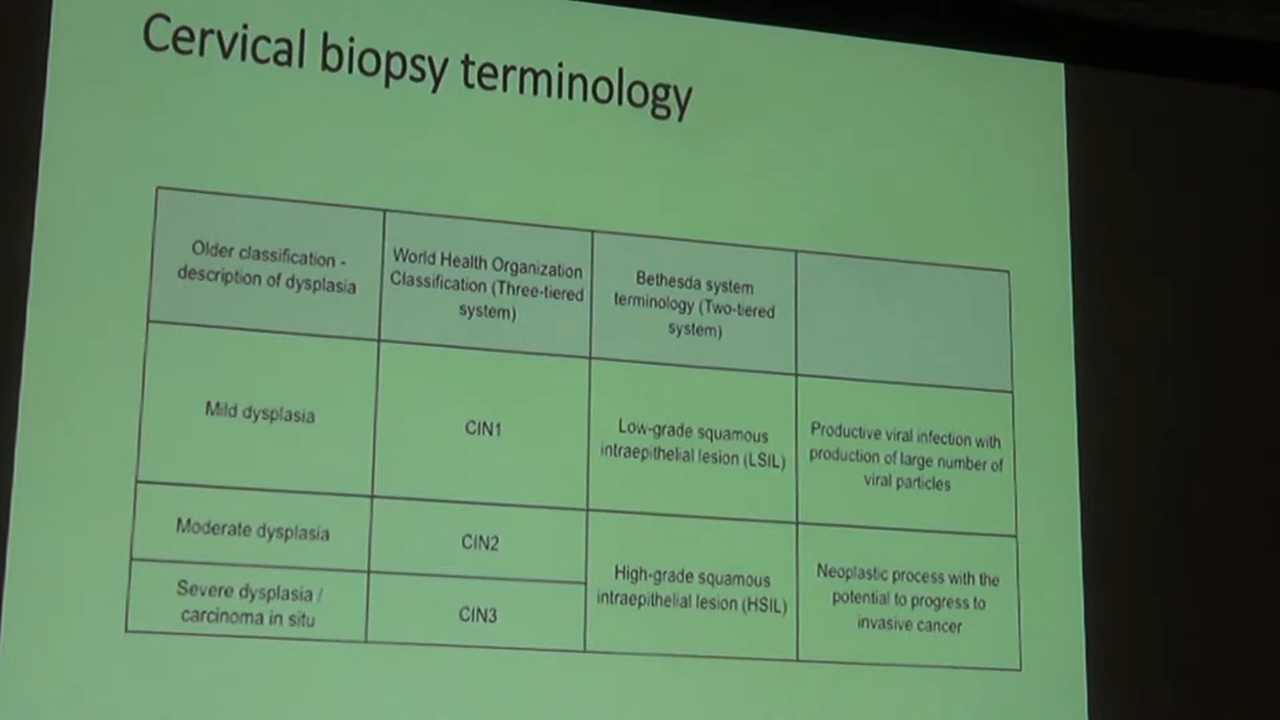 Cervical biopsy terminology
Older classification -
description of dysplasia
World Health Organization
Classification (Three-tiered
system)
Bethesda system
terminology (Two-tiered
system)
Mild dysplasia
CIN1
Low-grade squamous
intraepithelial lesion (LSIL)
Productive viral infection with
production of large number of
viral particles
Moderate dysplasia
CIN2
High-grade squamous
intraepithelial lesion (HSIL)
Neoplastic process with the
potential to progress to
invasive cancer
Severe dysplasia /
carcinoma in situ
CIN3